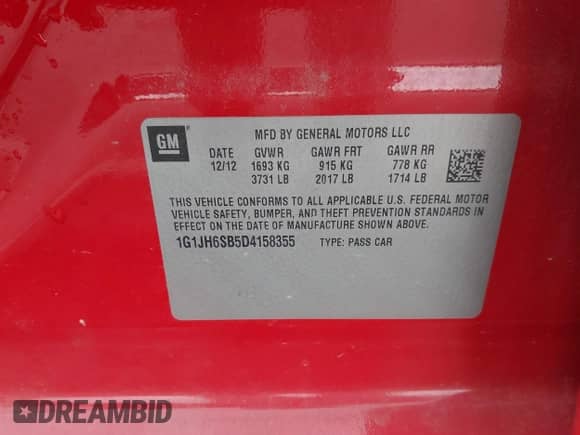 GM
MFD BY GENERAL MOTORS LLC
DATE GVWR GAWR FRT GAWR RR
12/12 1693 KG 915 KG 778 KG
3731 LB 2017 LB 1714 LB
THIS VEHICLE CONFORMS TO ALL APPLICABLE U.S. FEDERAL MOTOR
VEHICLE SAFETY, BUMPER, AND THEFT PREVENTION STANDARDS IN
EFFECT ON THE DATE OF MANUFACTURE SHOWN ABOVE.
1G1JH6SB5D4158355 TYPE: PASS CAR
DREAMBID